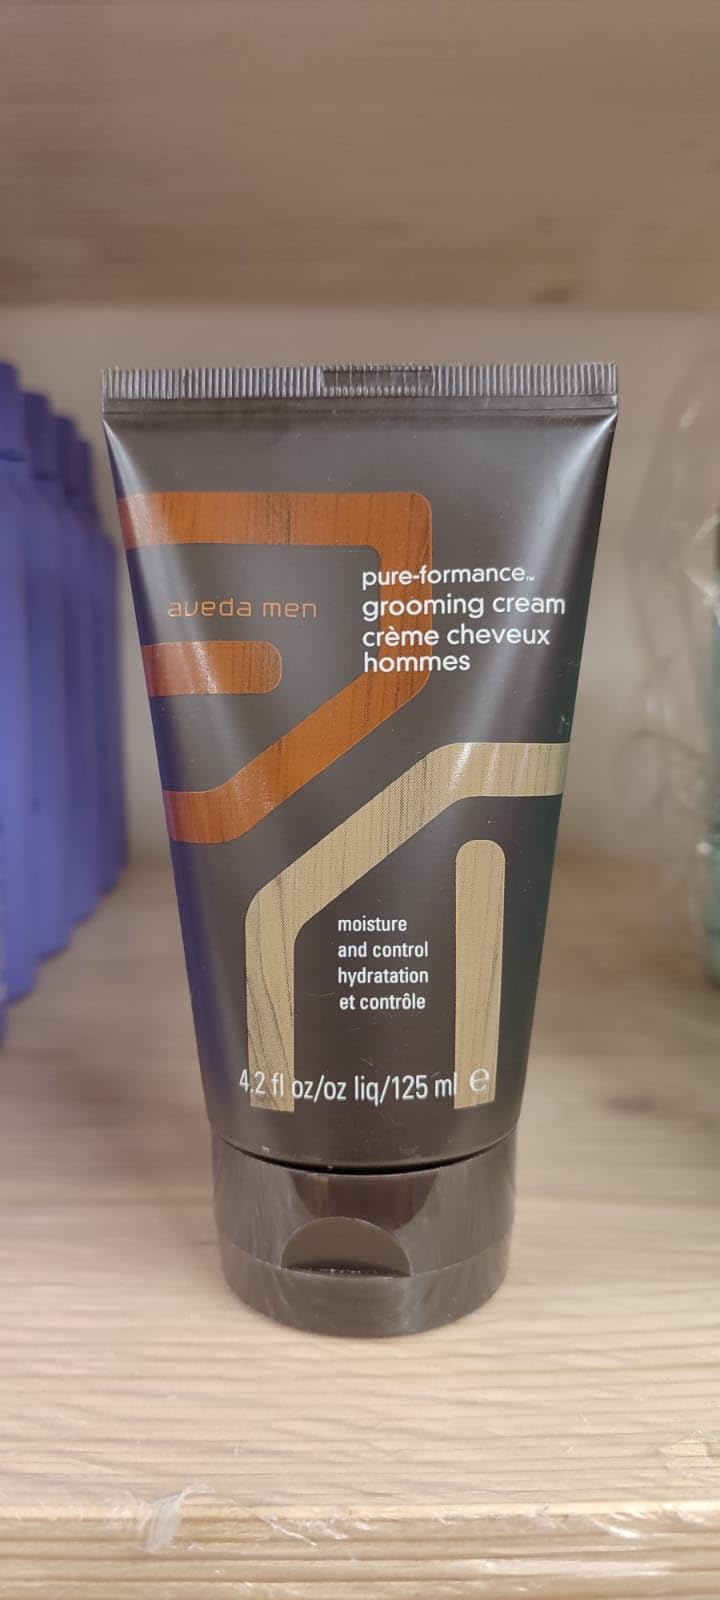 aveda men
pure-formance™
grooming cream
crème cheveux
hommes
moisture
and control
hydratation
et contrôle
4.2 fl oz/oz liq/125 ml ℮